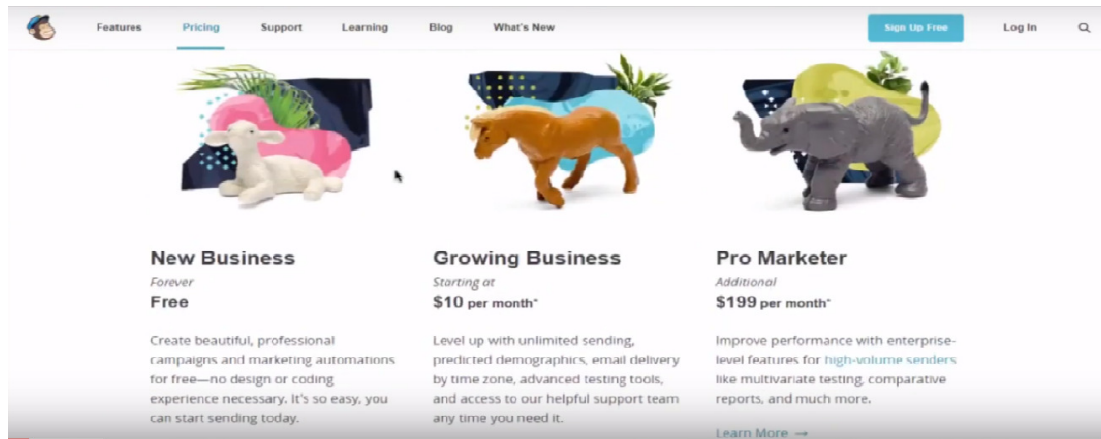 Features Pricing Support Learning Blog What's New Sign Up Free Log In
New Business
Forever
Free
Create beautiful, professional
campaigns and marketing automations
for free—no design or coding
experience necessary. It's so easy, you
can start sending today.
Growing Business
Starting at
$10 per month*
Level up with unlimited sending,
predicted demographics, email delivery
by time zone, advanced testing tools,
and access to our helpful support team
any time you need it.
Pro Marketer
Additional
$199 per month*
Improve performance with enterprise-
level features for high-volume senders
like multivariate testing, comparative
reports, and much more.
Learn More →